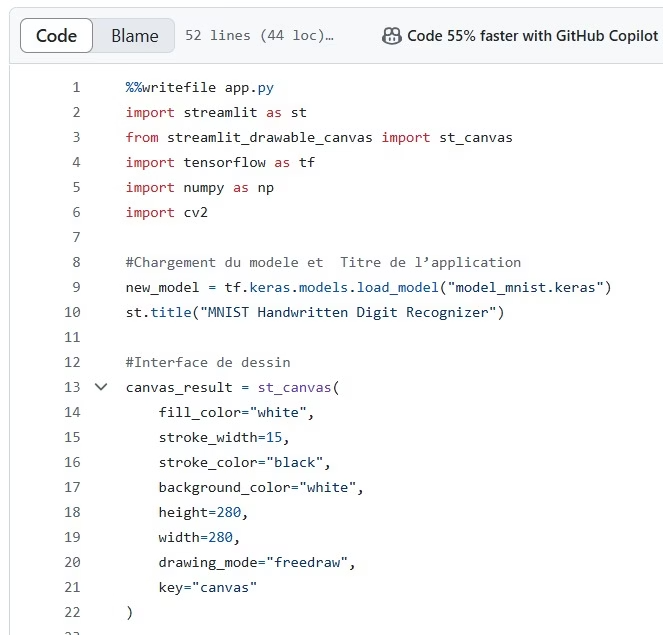 Code Blame 52 lines (44 loc)… Code 55% faster with GitHub Copilot
1 %%writefile app.py
2 import streamlit as st
3 from streamlit_drawable_canvas import st_canvas
4 import tensorflow as tf
5 import numpy as np
6 import cv2
7
8 #Chargement du modele et  Titre de l’application
9 new_model = tf.keras.models.load_model("model_mnist.keras")
10 st.title("MNIST Handwritten Digit Recognizer")
11
12 #Interface de dessin
13 canvas_result = st_canvas(
14     fill_color="white",
15     stroke_width=15,
16     stroke_color="black",
17     background_color="white",
18     height=280,
19     width=280,
20     drawing_mode="freedraw",
21     key="canvas"
22 )